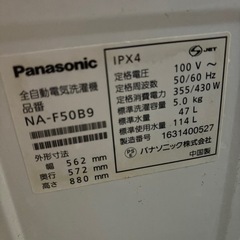 Panasonic
全自動電気洗濯機
品番
NA-F50B9
外形寸法
幅 562 mm
奥行 572 mm
高さ 880 mm
IPX4
JET
定格電圧 100 V~
定格周波数 50/60 Hz
定格消費電力 355/430 W
標準洗濯容量 5.0 kg
標準水量 47 L
標準使用水量 114 L
製造番号 1631400527
パナソニック株式会社
中国製